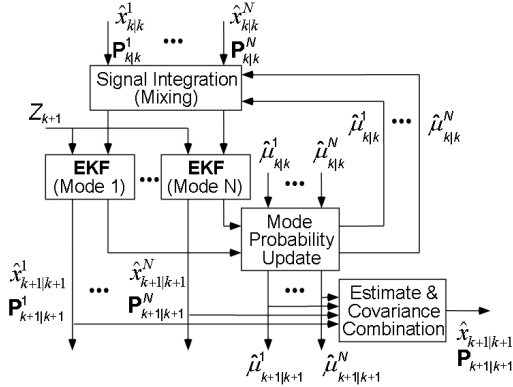 x̂¹ₖ|ₖ ••• x̂ᴺₖ|ₖ
P¹ₖ|ₖ Pᴺₖ|ₖ
Signal Integration
(Mixing)
Zₖ₊₁
μ̂¹ₖ|ₖ ••• μ̂ᴺₖ|ₖ
EKF
(Mode 1)
•••
EKF
(Mode N)
μ̂¹ₖ|ₖ ••• μ̂ᴺₖ|ₖ
Mode
Probability
Update
x̂¹ₖ₊₁|ₖ₊₁ ••• x̂ᴺₖ₊₁|ₖ₊₁
P¹ₖ₊₁|ₖ₊₁ Pᴺₖ₊₁|ₖ₊₁
•••
Estimate &
Covariance
Combination
x̂ₖ₊₁|ₖ₊₁
Pₖ₊₁|ₖ₊₁
μ̂¹ₖ₊₁|ₖ₊₁ μ̂ᴺₖ₊₁|ₖ₊₁